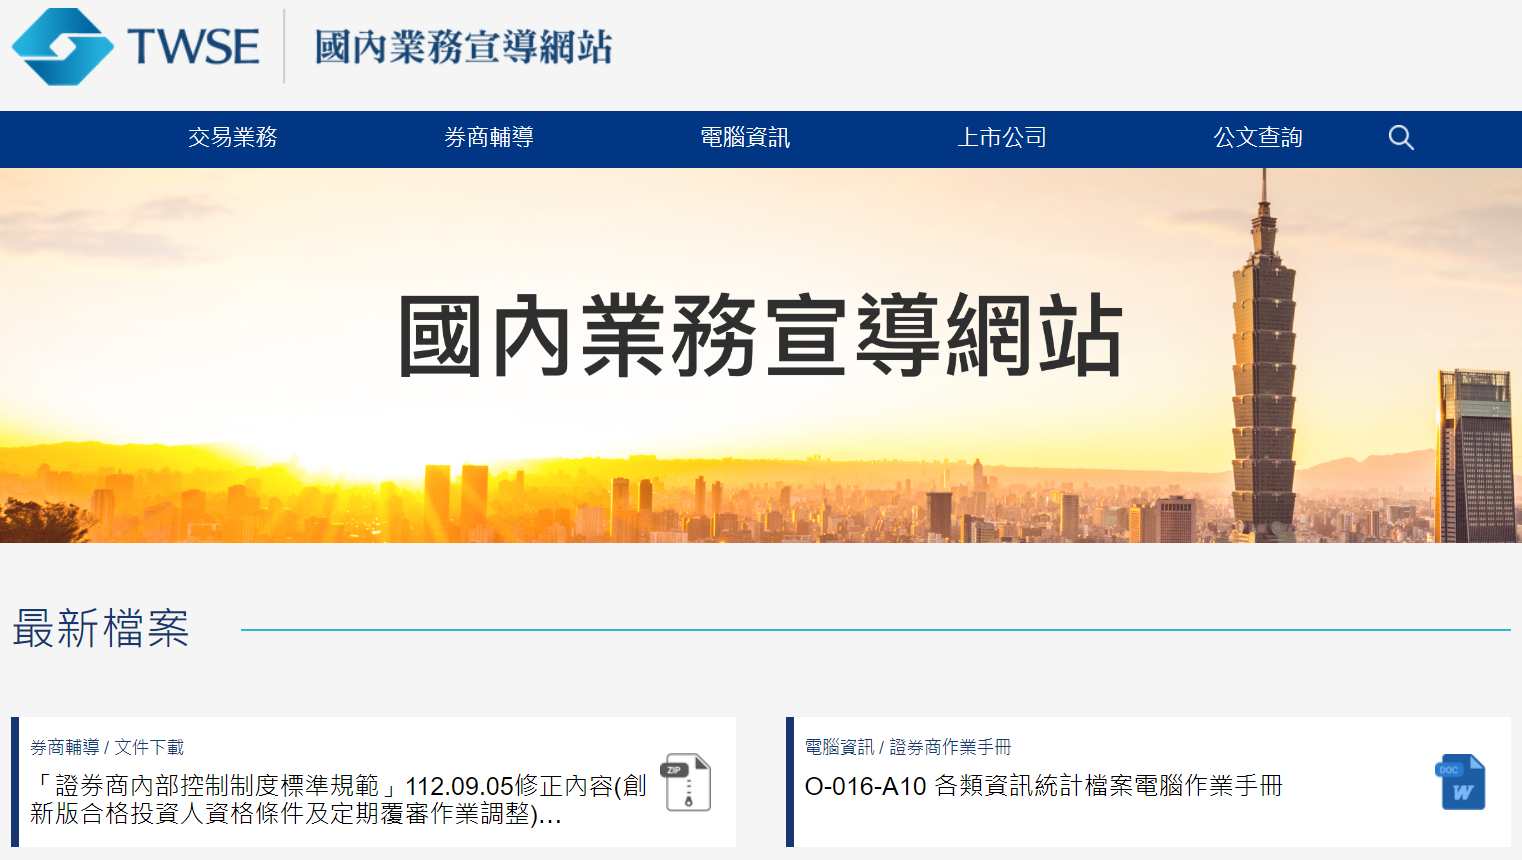 TWSE 國內業務宣導網站
交易業務 券商輔導 電腦資訊 上市公司 公文查詢
國內業務宣導網站
最新檔案
券商輔導 / 文件下載
「證券商內部控制制度標準規範」112.09.05修正內容(創
新版合格投資人資格條件及定期覆審作業調整)...
ZIP
電腦資訊 / 證券商作業手冊
O-016-A10 各類資訊統計檔案電腦作業手冊
DOC
W